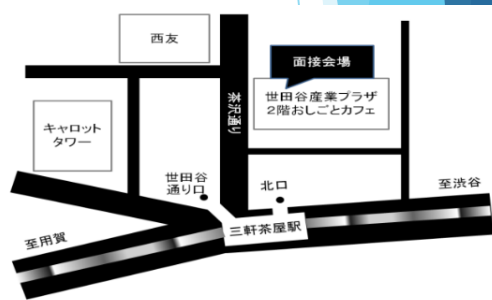 西友
面接会場
世田谷産業プラザ
2階おしごとカフェ
茶沢通り
キャロット
タワー
世田谷
通り口
北口
至渋谷
三軒茶屋駅
至用賀